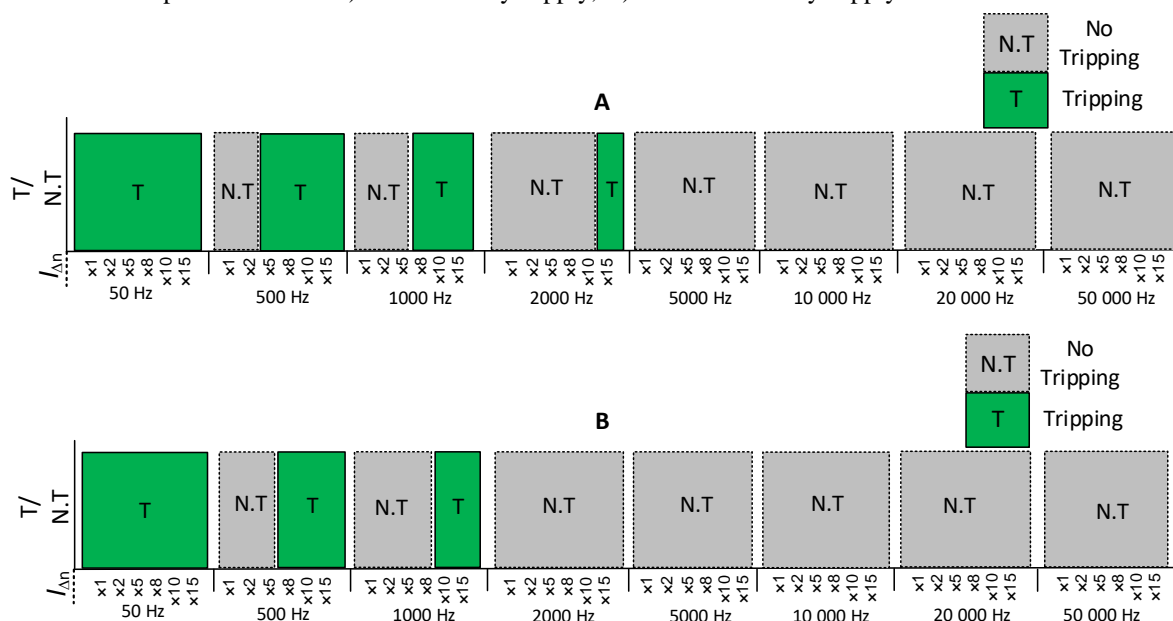 N.T No Tripping
T Tripping
A
T/ N.T
T N.T T N.T T N.T T N.T N.T N.T N.T
IΔn ×1 ×2 ×5 ×8 ×10 ×15 ×1 ×2 ×5 ×8 ×10 ×15 ×1 ×2 ×5 ×8 ×10 ×15 ×1 ×2 ×5 ×8 ×10 ×15 ×1 ×2 ×5 ×8 ×10 ×15 ×1 ×2 ×5 ×8 ×10 ×15 ×1 ×2 ×5 ×8 ×10 ×15 ×1 ×2 ×5 ×8 ×10 ×15
50 Hz 500 Hz 1000 Hz 2000 Hz 5000 Hz 10 000 Hz 20 000 Hz 50 000 Hz
N.T No Tripping
T Tripping
B
T/ N.T
T N.T T N.T T N.T N.T N.T N.T N.T
IΔn ×1 ×2 ×5 ×8 ×10 ×15 ×1 ×2 ×5 ×8 ×10 ×15 ×1 ×2 ×5 ×8 ×10 ×15 ×1 ×2 ×5 ×8 ×10 ×15 ×1 ×2 ×5 ×8 ×10 ×15 ×1 ×2 ×5 ×8 ×10 ×15 ×1 ×2 ×5 ×8 ×10 ×15 ×1 ×2 ×5 ×8 ×10 ×15
50 Hz 500 Hz 1000 Hz 2000 Hz 5000 Hz 10 000 Hz 20 000 Hz 50 000 Hz